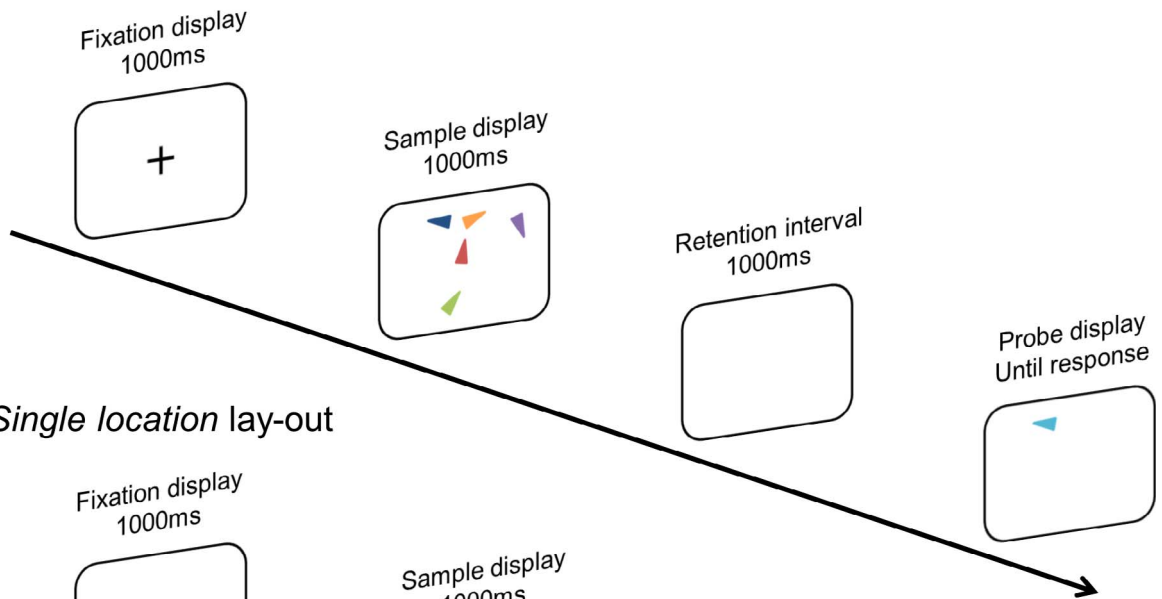 Fixation display
1000ms
Sample display
1000ms
Retention interval
1000ms
Probe display
Until response
Single location lay-out
Fixation display
1000ms
Sample display
1000ms